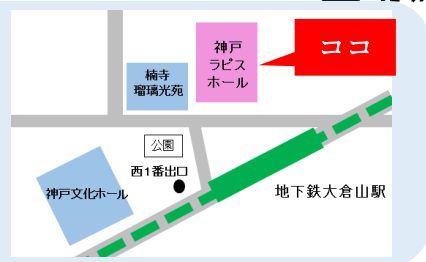 神戸
ラピス
ホール
ココ
楠寺
瑠璃光苑
公園
西1番出口
神戸文化ホール
地下鉄大倉山駅